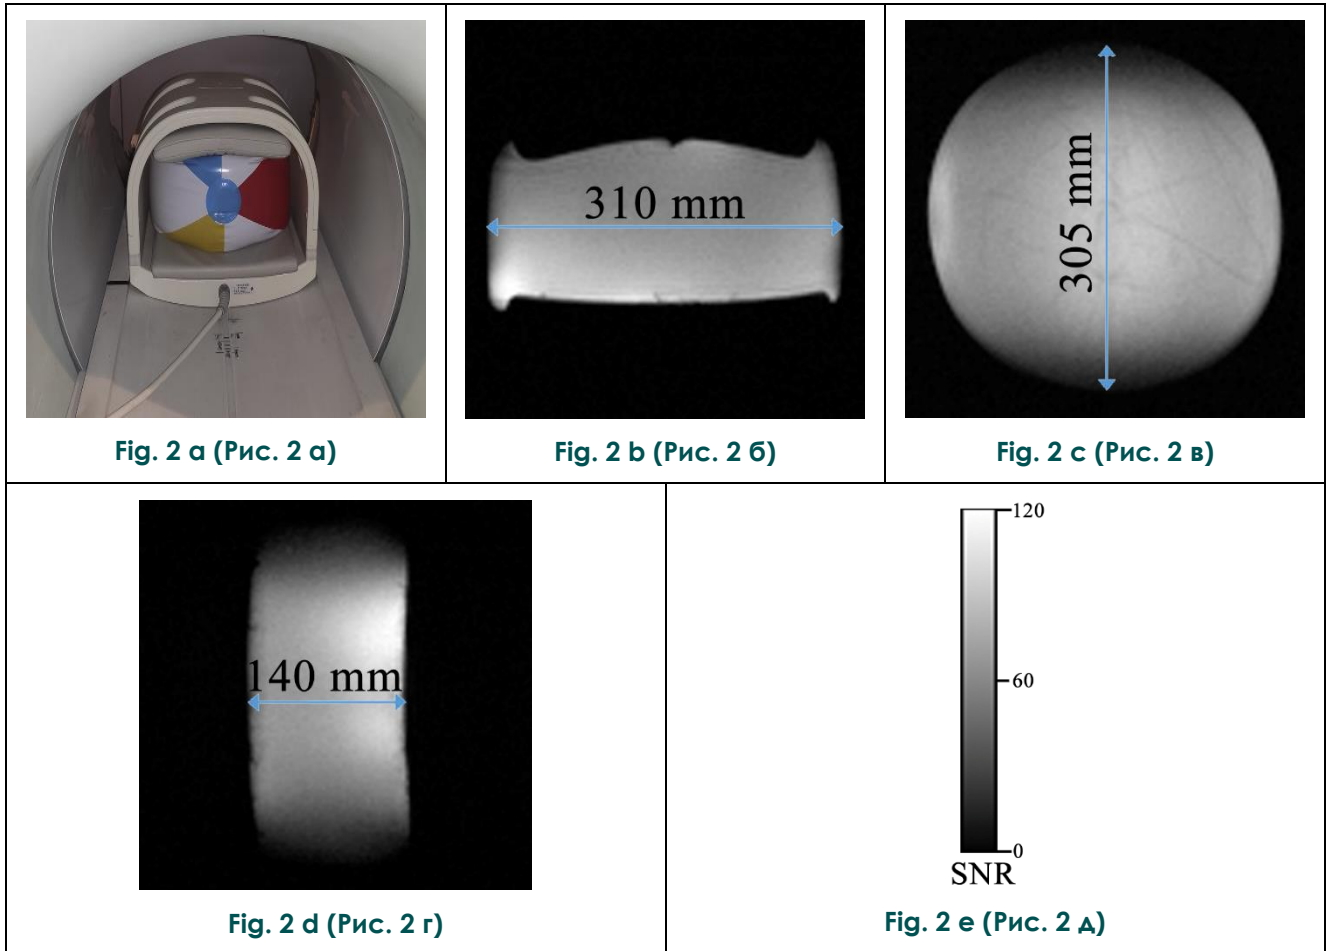 Fig. 2 a (Рис. 2 а)
310 mm
Fig. 2 b (Рис. 2 б)
305 mm
Fig. 2 c (Рис. 2 в)
140 mm
Fig. 2 d (Рис. 2 г)
120
60
0
SNR
Fig. 2 e (Рис. 2 д)